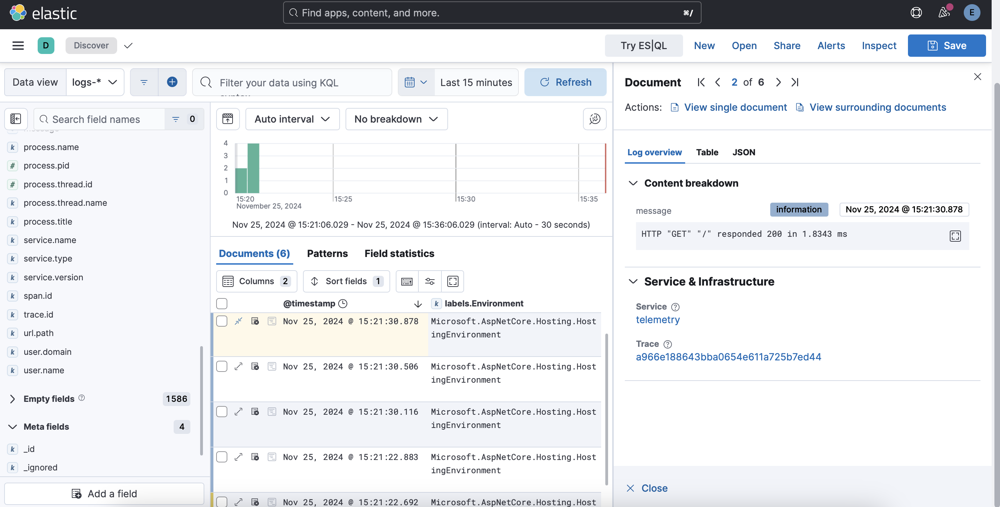 elastic
Find apps, content, and more.
⌘/
E
D
Discover
Try ES|QL
New
Open
Share
Alerts
Inspect
Save
Data view
logs-*
Filter your data using KQL
Last 15 minutes
Refresh
Search field names
0
process.name
process.pid
process.thread.id
process.thread.name
process.title
service.name
service.type
service.version
span.id
trace.id
url.path
user.domain
user.name
Empty fields
1586
Meta fields
4
_id
_ignored
Add a field
Auto interval
No breakdown
4
3
2
1
0
15:20
November 25, 2024
15:25
15:30
15:35
Nov 25, 2024 @ 15:21:06.029 - Nov 25, 2024 @ 15:36:06.029 (interval: Auto - 30 seconds)
Documents (6)
Patterns
Field statistics
Columns 2
Sort fields 1
@timestamp
k labels.Environment
Nov 25, 2024 @ 15:21:30.878
Microsoft.AspNetCore.Hosting.Host
ingEnvironment
Nov 25, 2024 @ 15:21:30.506
Microsoft.AspNetCore.Hosting.Host
ingEnvironment
Nov 25, 2024 @ 15:21:30.116
Microsoft.AspNetCore.Hosting.Host
ingEnvironment
Nov 25, 2024 @ 15:21:22.883
Microsoft.AspNetCore.Hosting.Host
ingEnvironment
Nov 25, 2024 @ 15:21:22.692
Microsoft.AspNetCore.Hosting.Host
Document
2 of 6
Actions:
View single document
View surrounding documents
Log overview
Table
JSON
Content breakdown
message
information
Nov 25, 2024 @ 15:21:30.878
HTTP "GET" "/" responded 200 in 1.8343 ms
Service & Infrastructure
Service
telemetry
Trace
a966e188643bba0654e611a725b7ed44
Close